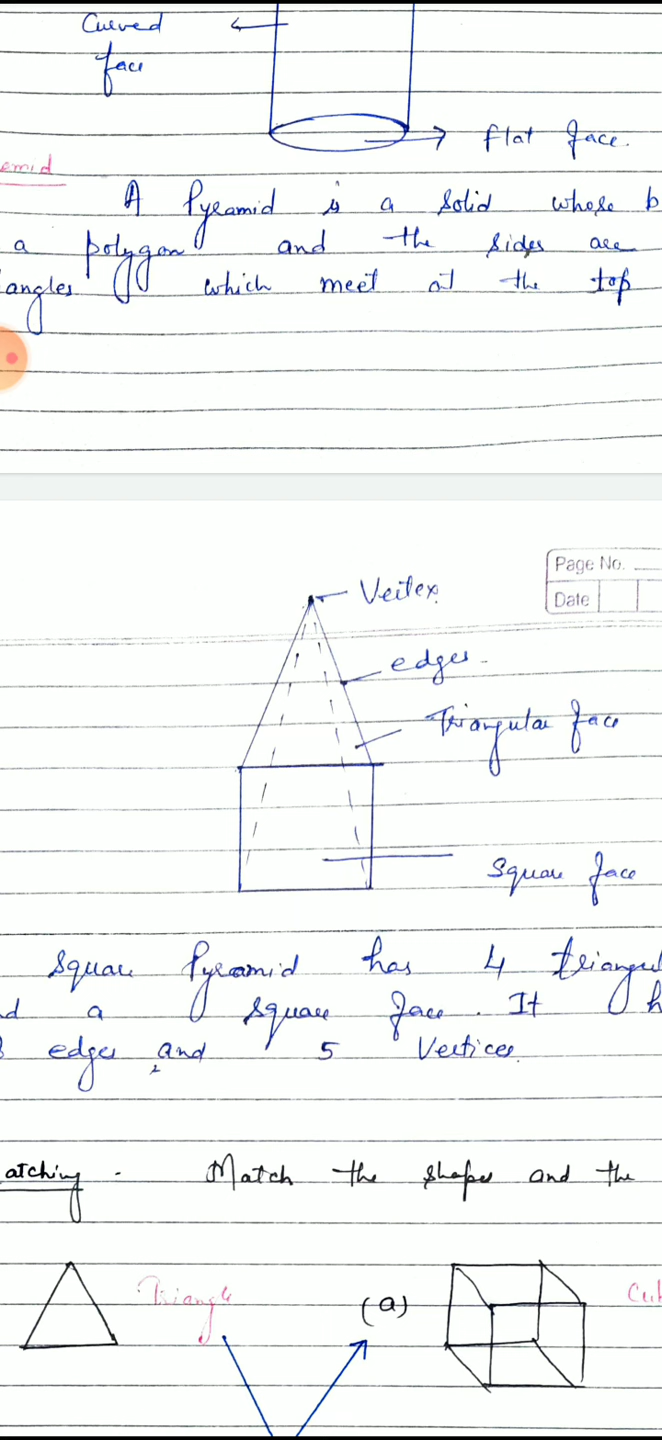 Curved
face
flat face.
emid
A Pyramid is a solid whose b
a polygon and the sides are
angles which meet at the top
Page No.
Date
Vertex
edges
Triangular face
Square face
Square Pyramid has 4 triangul
d a square face. It h
edges and 5 Vertices
atching - Match the shapes and the
Triangle (a) Cu